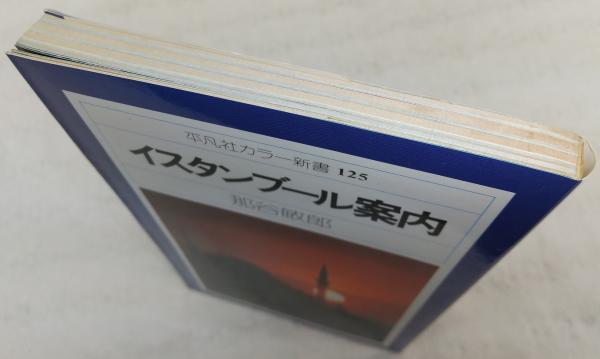 平凡社カラー新書 125
イスタンブール案内
那谷敏郎